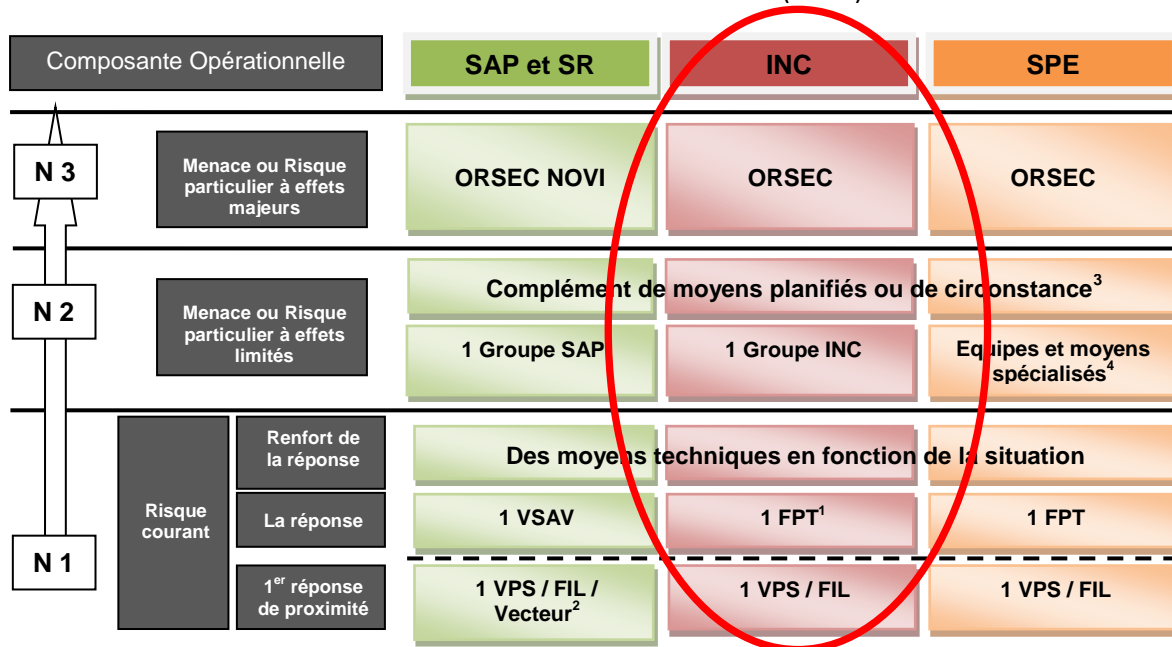 Composante Opérationnelle
SAP et SR
INC
SPE
N 3
Menace ou Risque
particulier à effets
majeurs
ORSEC NOVI
ORSEC
ORSEC
N 2
Menace ou Risque
particulier à effets
limités
Complément de moyens planifiés ou de circonstance³
1 Groupe SAP
1 Groupe INC
Equipes et moyens
spécialisés⁴
N 1
Risque
courant
Renfort de
la réponse
Des moyens techniques en fonction de la situation
La réponse
1 VSAV
1 FPT¹
1 FPT
1er réponse
de proximité
1 VPS / FIL /
Vecteur²
1 VPS / FIL
1 VPS / FIL